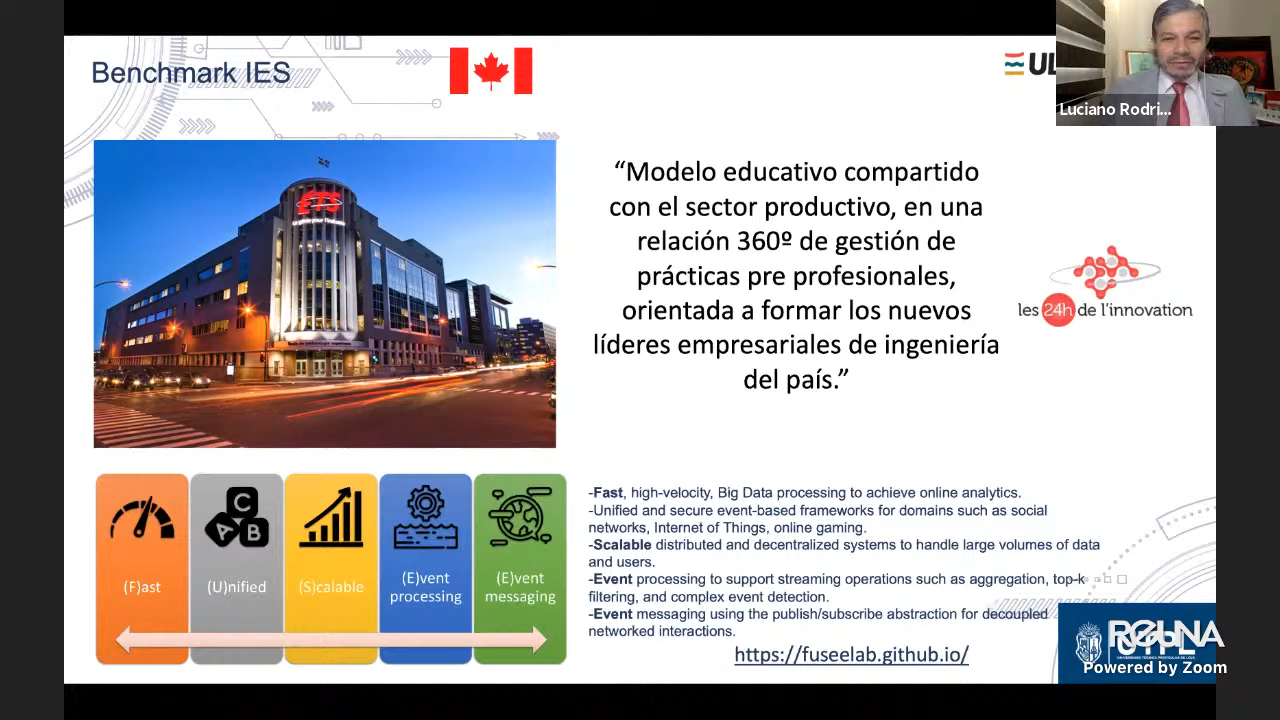 Benchmark IES
UL
Luciano Rodri...
ETS
“Modelo educativo compartido
con el sector productivo, en una
relación 360º de gestión de
prácticas pre profesionales,
orientada a formar los nuevos
líderes empresariales de ingeniería
del país.”
les 24h de l’innovation
(F)ast
(U)nified
(S)calable
(E)vent
processing
(E)vent
messaging
A
C
B
-Fast, high-velocity, Big Data processing to achieve online analytics.
-Unified and secure event-based frameworks for domains such as social
networks, Internet of Things, online gaming.
-Scalable distributed and decentralized systems to handle large volumes of data
and users.
-Event processing to support streaming operations such as aggregation, top-k
filtering, and complex event detection.
-Event messaging using the publish/subscribe abstraction for decoupled
networked interactions.
https://fuseelab.github.io/
UTPL
Powered by Zoom